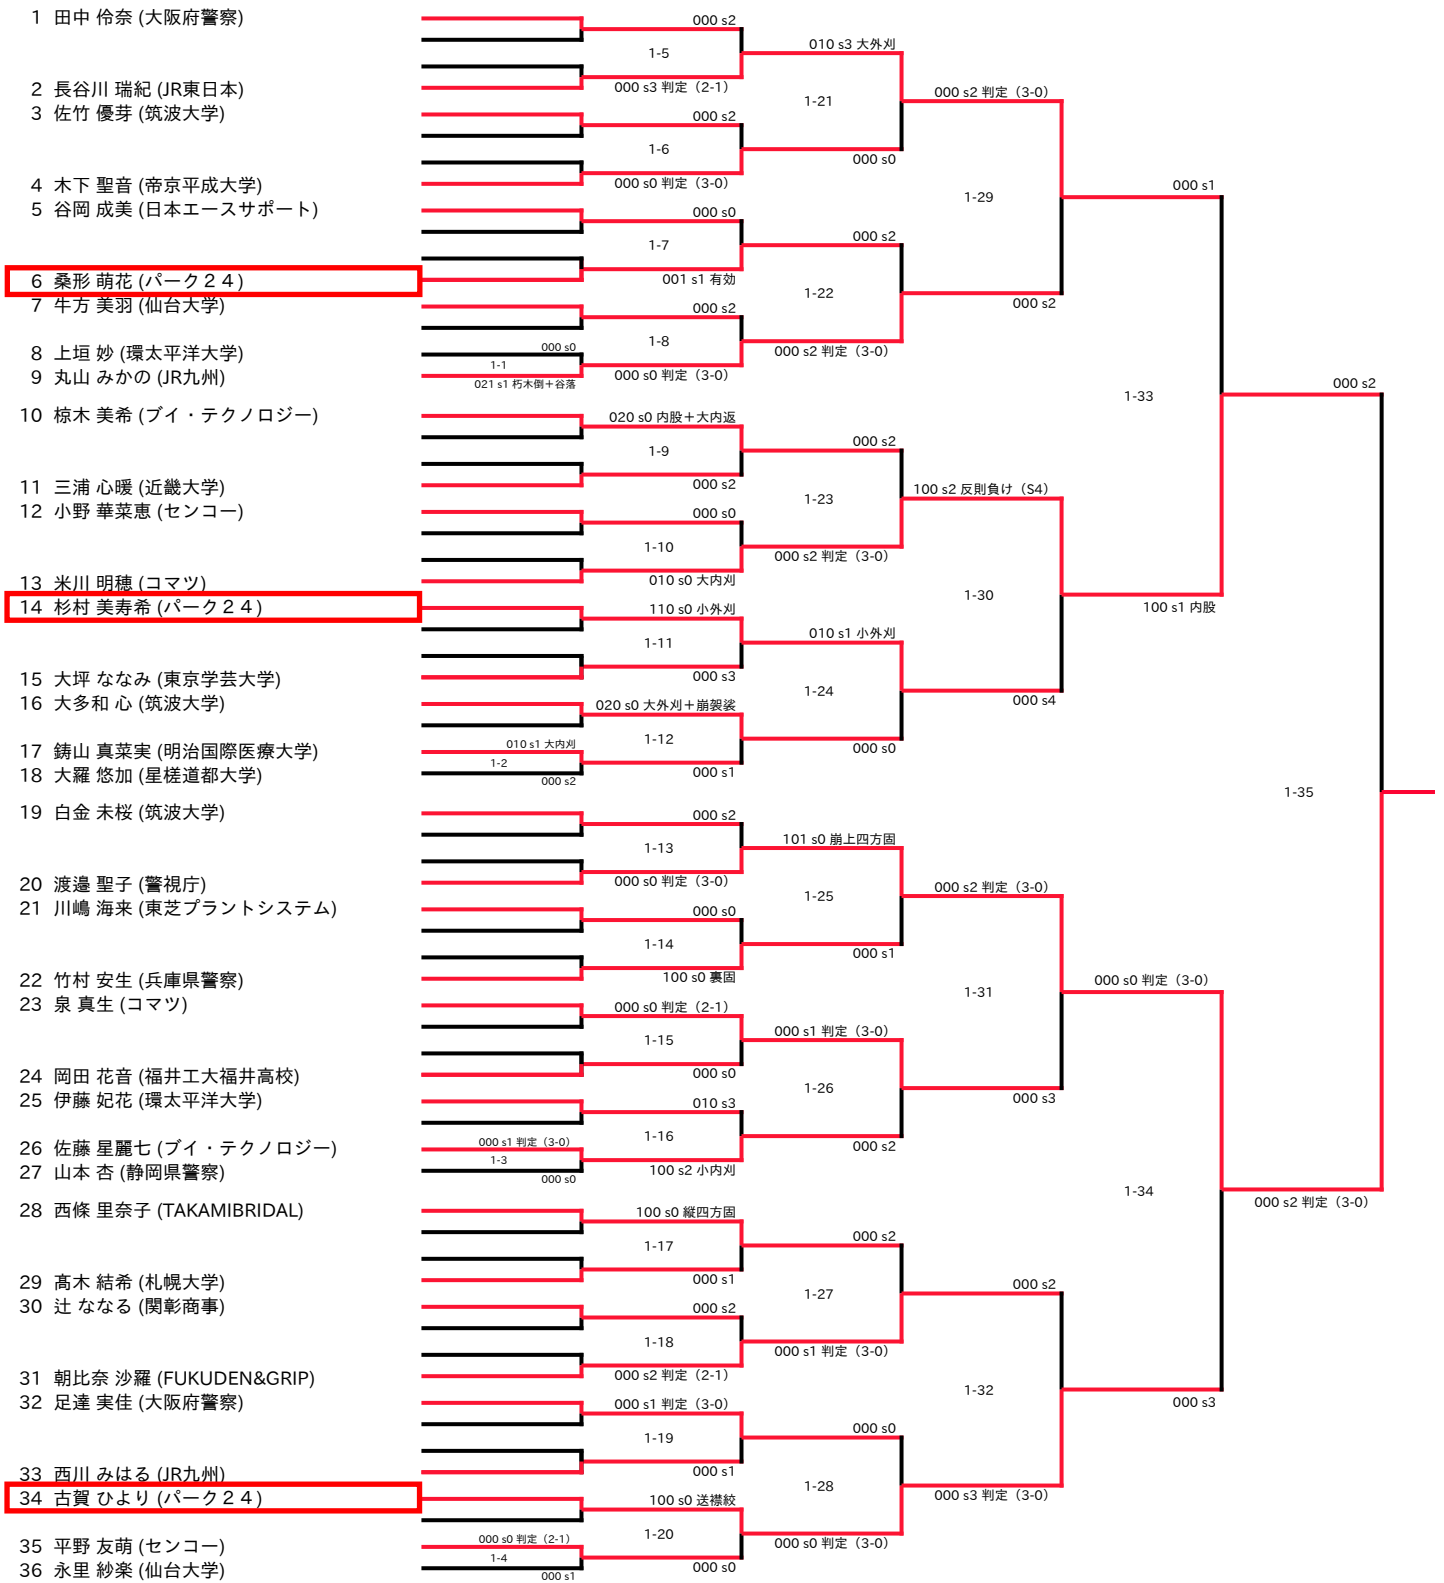 1 田中 伶奈 (大阪府警察)
2 長谷川 瑞紀 (JR東日本)
3 佐竹 優芽 (筑波大学)
4 木下 聖音 (帝京平成大学)
5 谷岡 成美 (日本エースサポート)
6 桑形 萌花 (パーク２４)
7 牛方 美羽 (仙台大学)
8 上垣 妙 (環太平洋大学)
9 丸山 みかの (JR九州)
10 椋木 美希 (ブイ・テクノロジー)
11 三浦 心暖 (近畿大学)
12 小野 華菜恵 (センコー)
13 米川 明穂 (コマツ)
14 杉村 美寿希 (パーク２４)
15 大坪 ななみ (東京学芸大学)
16 大多和 心 (筑波大学)
17 鋳山 真菜実 (明治国際医療大学)
18 大羅 悠加 (星槎道都大学)
19 白金 未桜 (筑波大学)
20 渡邉 聖子 (警視庁)
21 川嶋 海来 (東芝プラントシステム)
22 竹村 安生 (兵庫県警察)
23 泉 真生 (コマツ)
24 岡田 花音 (福井工大福井高校)
25 伊藤 妃花 (環太平洋大学)
26 佐藤 星麗七 (ブイ・テクノロジー)
27 山本 杏 (静岡県警察)
28 西條 里奈子 (TAKAMIBRIDAL)
29 髙木 結希 (札幌大学)
30 辻 ななる (関彰商事)
31 朝比奈 沙羅 (FUKUDEN&GRIP)
32 足達 実佳 (大阪府警察)
33 西川 みはる (JR九州)
34 古賀 ひより (パーク２４)
35 平野 友萌 (センコー)
36 永里 紗楽 (仙台大学)
000 s0
1-1
021 s1 朽木倒＋谷落
010 s1 大内刈
1-2
000 s2
000 s1 判定（3-0）
1-3
000 s0
000 s0 判定（2-1）
1-4
000 s1
000 s2
1-5
000 s3 判定（2-1）
000 s2
1-6
000 s0 判定（3-0）
000 s0
1-7
001 s1 有効
000 s2
1-8
000 s0 判定（3-0）
020 s0 内股＋大内返
1-9
000 s2
000 s0
1-10
010 s0 大内刈
110 s0 小外刈
1-11
000 s3
020 s0 大外刈＋崩袈裟
1-12
000 s1
000 s2
1-13
000 s0 判定（3-0）
000 s0
1-14
100 s0 裏固
000 s0 判定（2-1）
1-15
000 s0
010 s3
1-16
100 s2 小内刈
100 s0 縦四方固
1-17
000 s1
000 s2
1-18
000 s2 判定（2-1）
000 s1 判定（3-0）
1-19
000 s1
100 s0 送襟絞
1-20
000 s0
010 s3 大外刈
1-21
000 s0
000 s2
1-22
000 s2 判定（3-0）
000 s2
1-23
000 s2 判定（3-0）
010 s1 小外刈
1-24
000 s0
101 s0 崩上四方固
1-25
000 s1
000 s1 判定（3-0）
1-26
000 s2
000 s2
1-27
000 s1 判定（3-0）
000 s0
1-28
000 s0 判定（3-0）
000 s2 判定（3-0）
1-29
000 s2
100 s2 反則負け（S4）
1-30
000 s4
000 s2 判定（3-0）
1-31
000 s3
000 s2
1-32
000 s3 判定（3-0）
000 s1
1-33
100 s1 内股
000 s0 判定（3-0）
1-34
000 s3
000 s2
1-35
000 s2 判定（3-0）